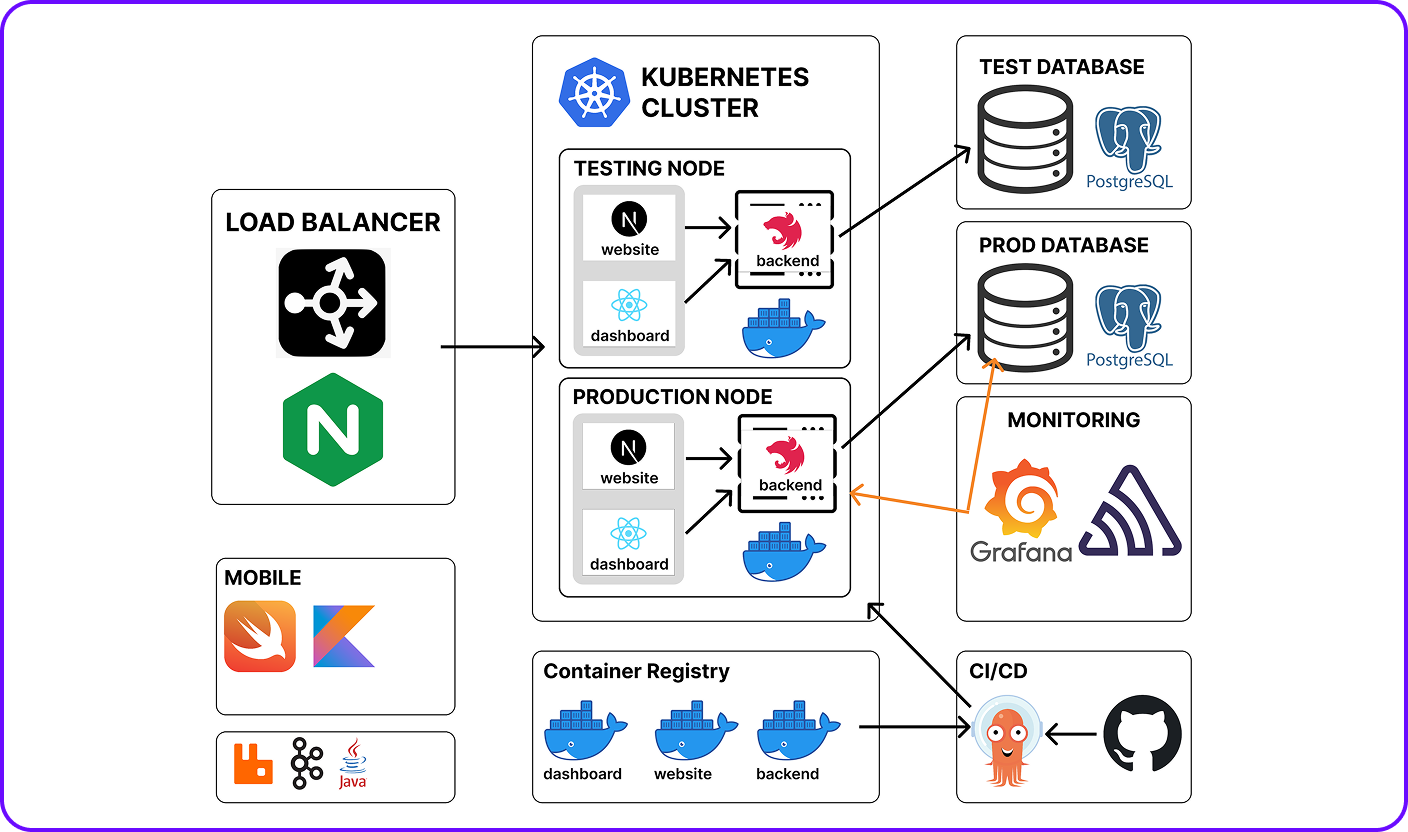 LOAD BALANCER
N
MOBILE
Java
KUBERNETES
CLUSTER
TESTING NODE
N
website
dashboard
backend
PRODUCTION NODE
N
website
dashboard
backend
Container Registry
dashboard
website
backend
TEST DATABASE
PostgreSQL
PROD DATABASE
PostgreSQL
MONITORING
Grafana
CI/CD